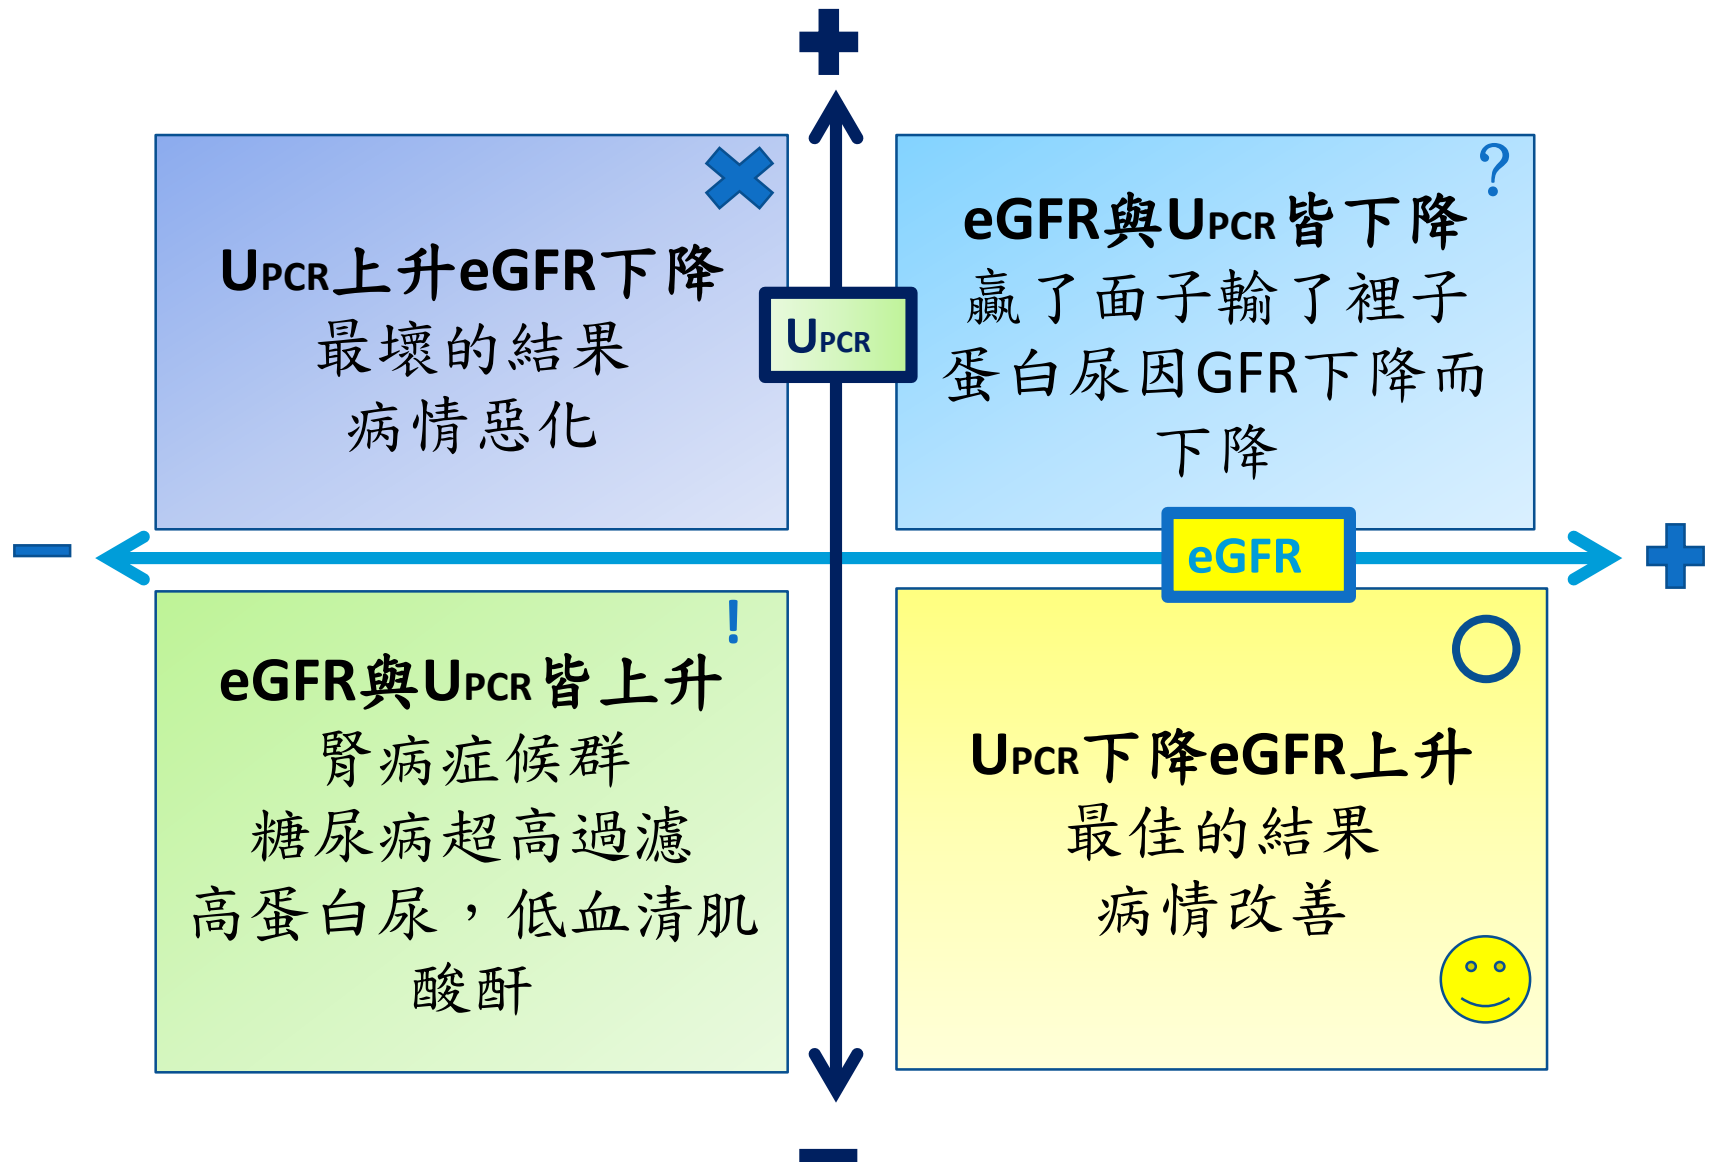 UPCR上升eGFR下降
最壞的結果
病情惡化
?
eGFR與UPCR皆下降
贏了面子輸了裡子
蛋白尿因GFR下降而
下降
UPCR
eGFR
!
eGFR與UPCR皆上升
腎病症候群
糖尿病超高過濾
高蛋白尿，低血清肌
酸酐
UPCR下降eGFR上升
最佳的結果
病情改善